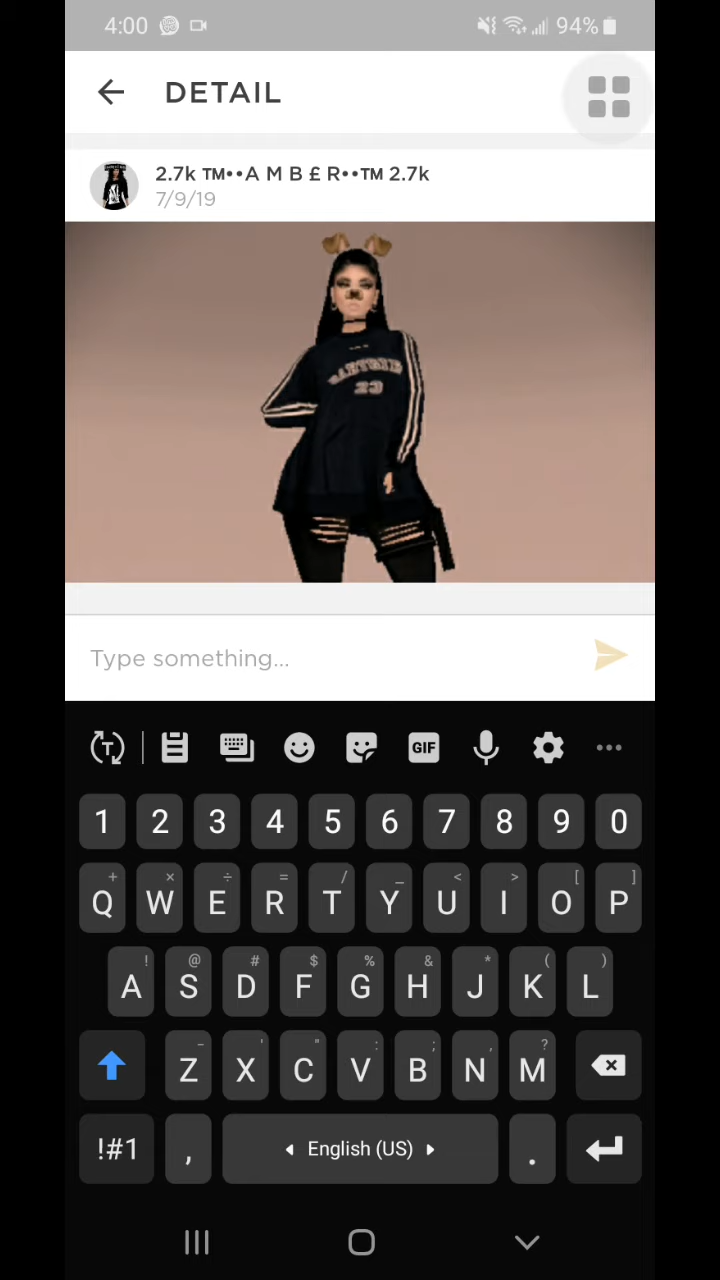 4:00 94%
DETAIL
2.7k ™••A M B £ R••™ 2.7k
7/9/19
23
Type something...
T GIF
1 2 3 4 5 6 7 8 9 0
+ × ÷ = / _ < > [ ]
Q W E R T Y U I O P
! @ # $ % & * ( )
A S D F G H J K L
- ' " : ; , ?
Z X C V B N M
!#1 , English (US) .